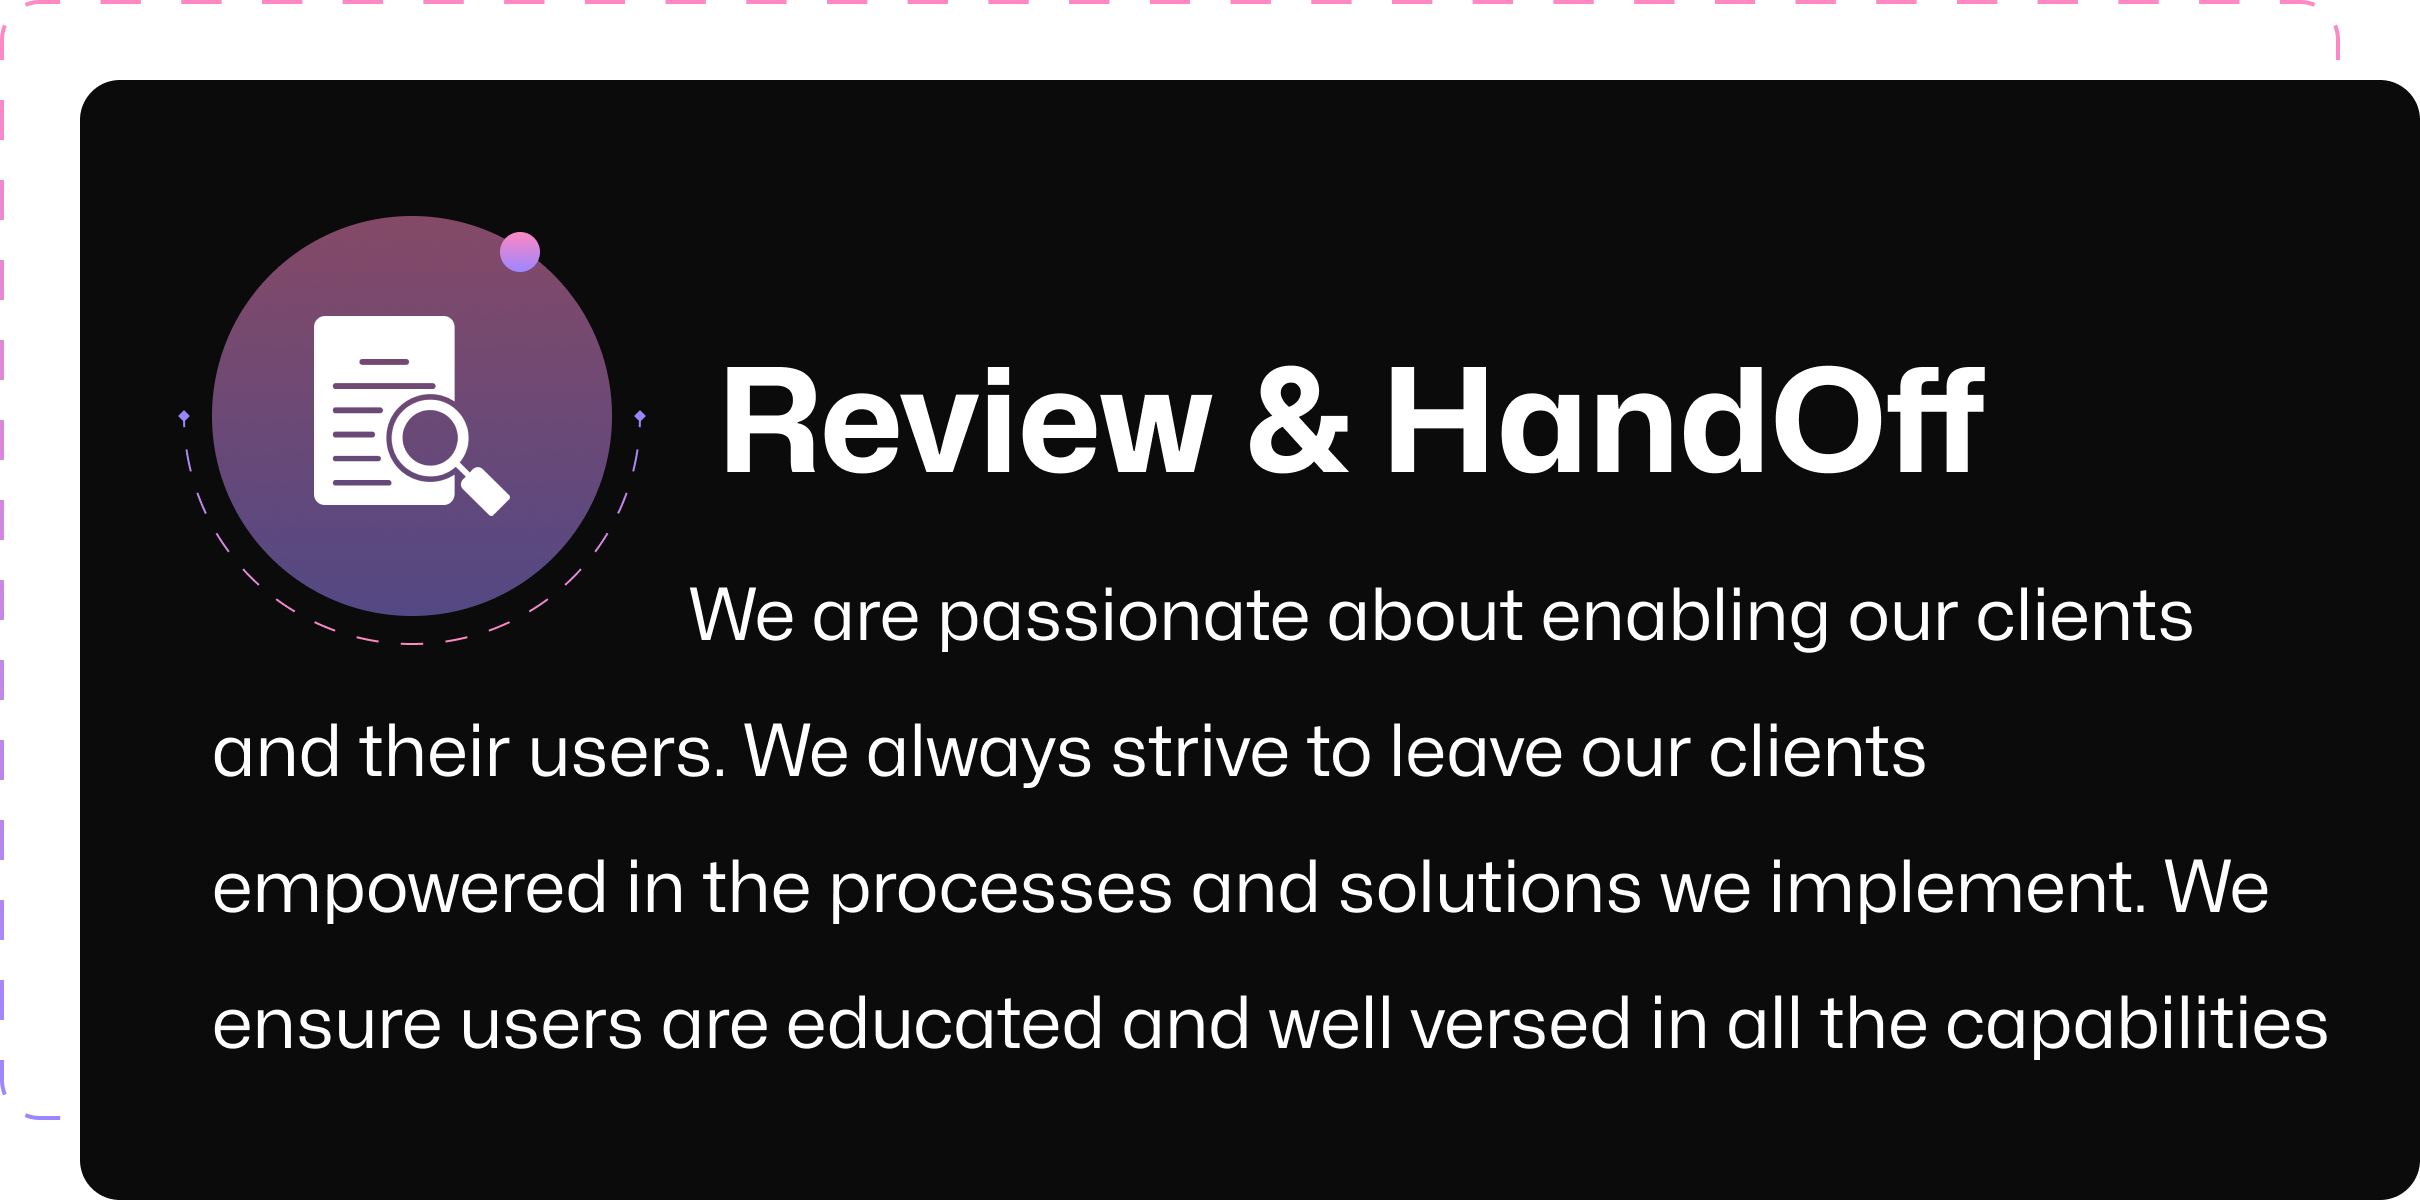 Review & HandOff
We are passionate about enabling our clients
and their users. We always strive to leave our clients
empowered in the processes and solutions we implement. We
ensure users are educated and well versed in all the capabilities